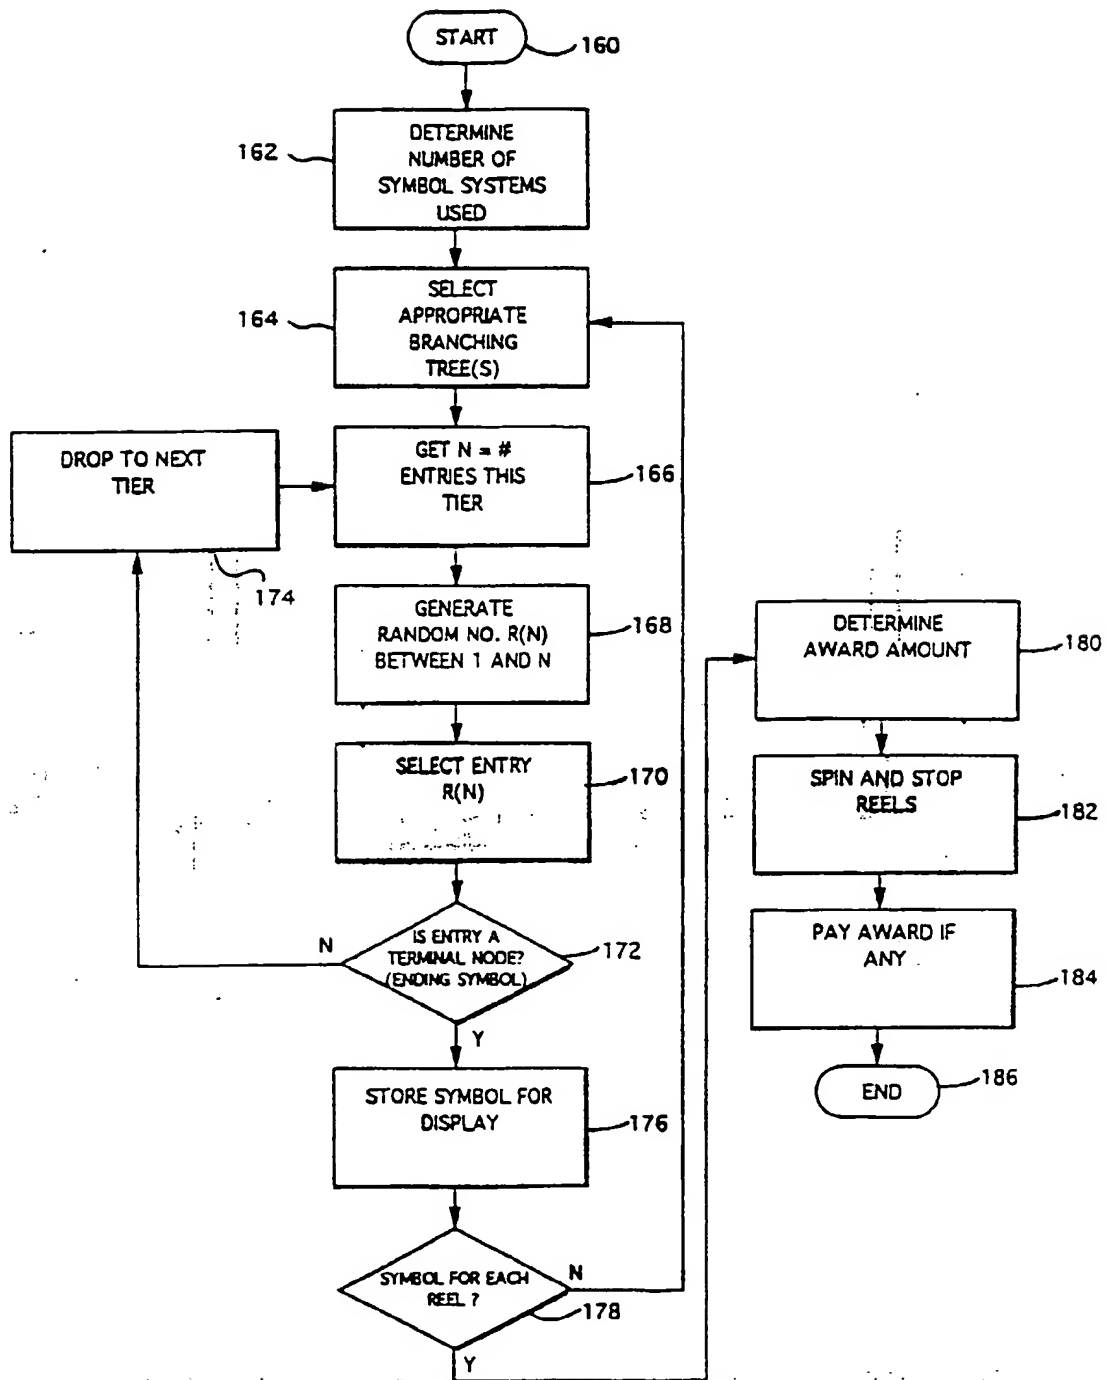 START
160
DETERMINE
NUMBER OF
SYMBOL SYSTEMS
USED
162
SELECT
APPROPRIATE
BRANCHING
TREE(S)
164
DROP TO NEXT
TIER
174
GET N = #
ENTRIES THIS
TIER
166
GENERATE
RANDOM NO. R(N)
BETWEEN 1 AND N
168
SELECT ENTRY
R(N)
170
IS ENTRY A
TERMINAL NODE?
(ENDING SYMBOL)
172
N
Y
STORE SYMBOL FOR
DISPLAY
176
SYMBOL FOR EACH
REEL ?
178
N
Y
DETERMINE
AWARD AMOUNT
180
SPIN AND STOP
REELS
182
PAY AWARD IF
ANY
184
END
186